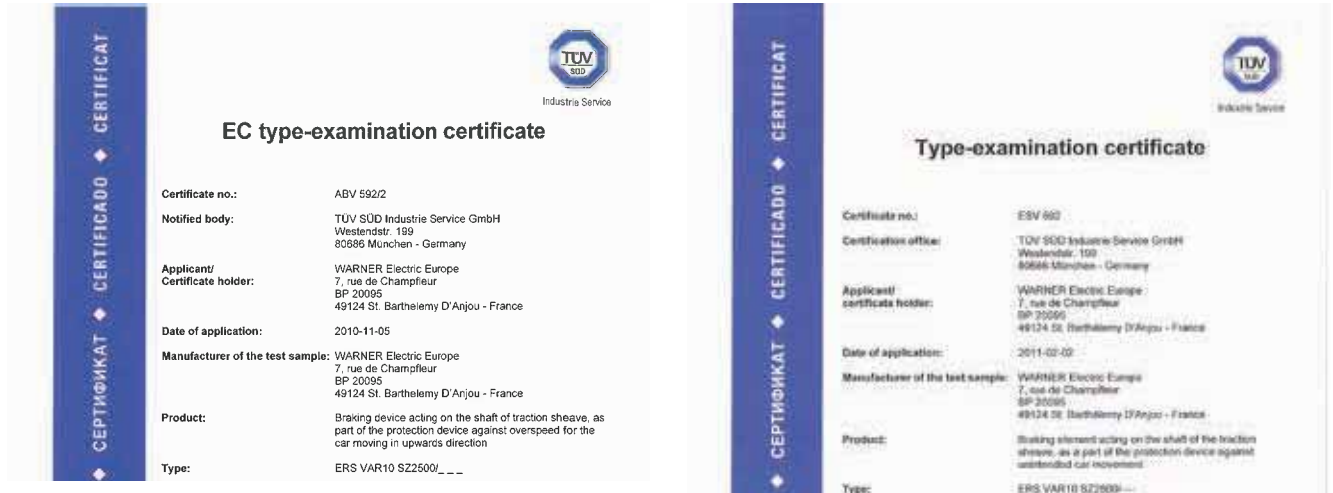 CERTIFICAT
CERTIFICADO
СЕРТИФИКАТ
TÜV
SÜD
Industrie Service
EC type-examination certificate
Certificate no.: ABV 592/2
Notified body: TÜV SÜD Industrie Service GmbH
Westendstr. 199
80686 München - Germany
Applicant/ WARNER Electric Europe
Certificate holder: 7, rue de Champfleur
BP 20095
49124 St. Barthelemy D'Anjou - France
Date of application: 2010-11-05
Manufacturer of the test sample: WARNER Electric Europe
7, rue de Champfleur
BP 20095
49124 St. Barthelemy D'Anjou - France
Product: Braking device acting on the shaft of traction sheave, as
part of the protection device against overspeed for the
car moving in upwards direction
Type: ERS VAR10 SZ2500/_ _ _
CERTIFICAT
CERTIFICADO
СЕРТИФИКАТ
TÜV
SÜD
Industrie Service
Type-examination certificate
Certificate no.: ESV
Certification office: TÜV SÜD Industrie Service GmbH
Westendstr. 199
80686 München - Germany
Applicant/ WARNER Electric Europe
certificate holder: 7, rue de Champfleur
BP 20095
49124 St. Barthelemy D'Anjou - France
Date of application: 2011-02-02
Manufacturer of the test sample: WARNER Electric Europe
7, rue de Champfleur
BP 20095
49124 St. Barthelemy D'Anjou - France
Product: Braking element acting on the shaft of the traction
sheave, as a part of the protection device against
unintended car movement
Type: ERS VAR10 SZ2500/